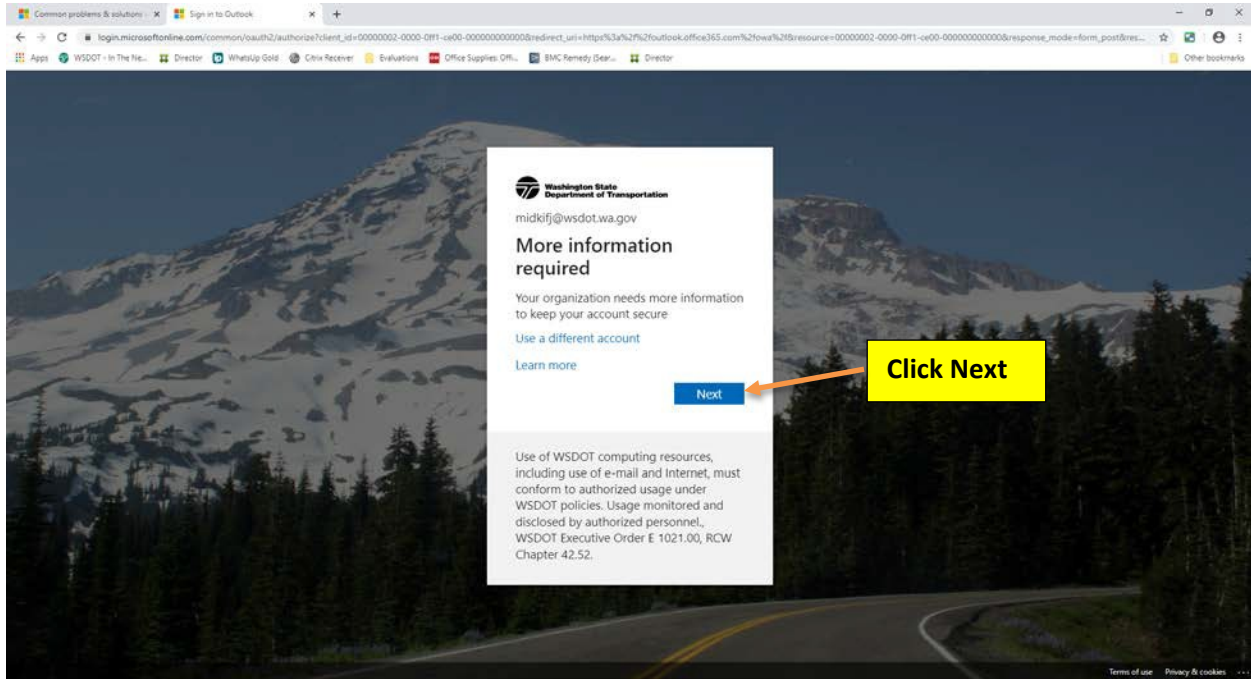 Common problems & solutions -
Sign in to Outlook
login.microsoftonline.com/common/oauth2/authorize?client_id=00000002-0000-0ff1-ce00-000000000000&redirect_uri=https%3a%2f%2foutlook.office365.com%2fowa%2f&resource=00000002-0000-0ff1-ce00-000000000000&response_mode=form_post&res...
Apps WSDOT - In The Ne... Director WhatsUp Gold Citrix Receiver Evaluations Office Supplies: Offi... BMC Remedy (Sear... Director Other bookmarks
Washington State
Department of Transportation
midkifj@wsdot.wa.gov
More information
required
Your organization needs more information
to keep your account secure
Use a different account
Learn more
Click Next
Next
Use of WSDOT computing resources,
including use of e-mail and Internet, must
conform to authorized usage under
WSDOT policies. Usage monitored and
disclosed by authorized personnel.,
WSDOT Executive Order E 1021.00, RCW
Chapter 42.52.
Terms of use Privacy & cookies ...